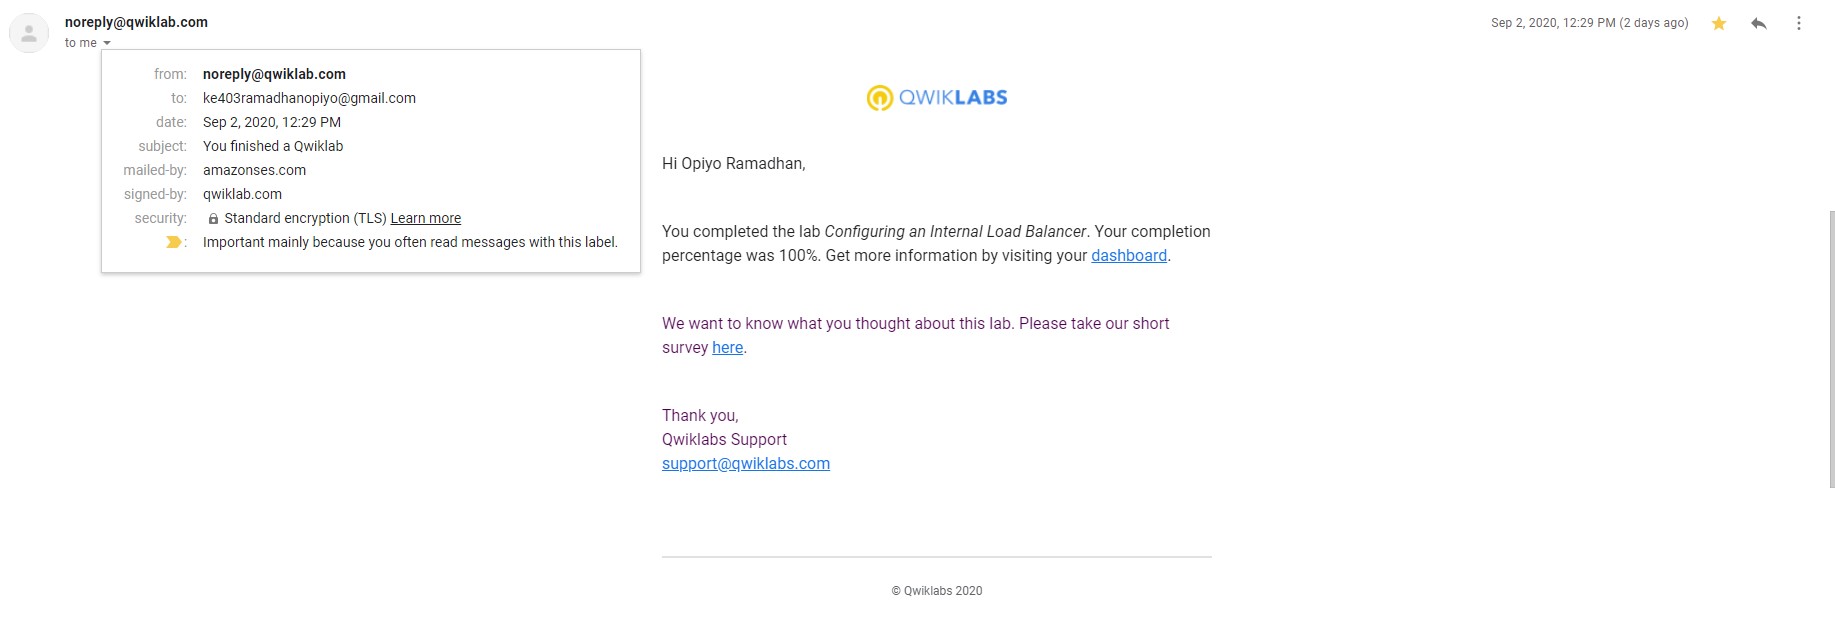 noreply@qwiklab.com
Sep 2, 2020, 12:29 PM (2 days ago)
to me
from: noreply@qwiklab.com
to: ke403ramadhanopiyo@gmail.com
date: Sep 2, 2020, 12:29 PM
subject: You finished a Qwiklab
mailed-by: amazonses.com
signed-by: qwiklab.com
security: Standard encryption (TLS) Learn more
: Important mainly because you often read messages with this label.
QWIKLABS
Hi Opiyo Ramadhan,
You completed the lab Configuring an Internal Load Balancer. Your completion
percentage was 100%. Get more information by visiting your dashboard.
We want to know what you thought about this lab. Please take our short
survey here.
Thank you,
Qwiklabs Support
support@qwiklabs.com
© Qwiklabs 2020